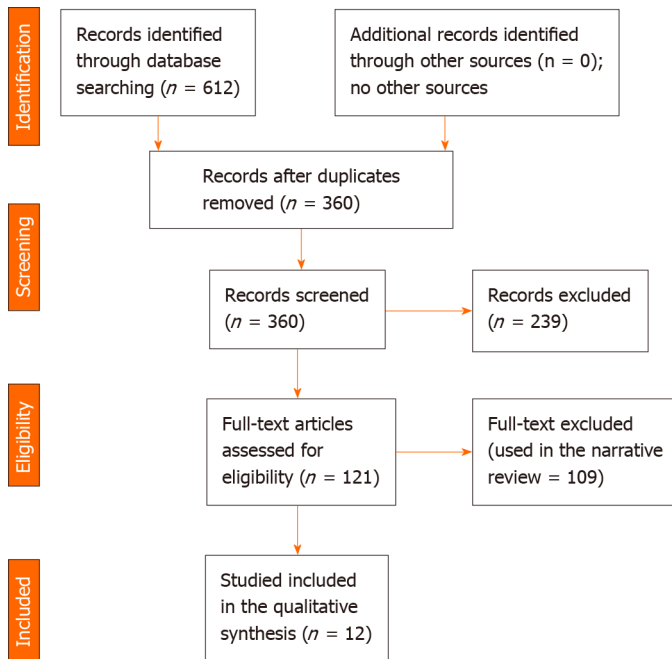 Identification
Records identified
through database
searching (n = 612)
Additional records identified
through other sources (n = 0);
no other sources
Records after duplicates
removed (n = 360)
Screening
Records screened
(n = 360)
Records excluded
(n = 239)
Eligibility
Full-text articles
assessed for
eligibility (n = 121)
Full-text excluded
(used in the narrative
review = 109)
Included
Studied included
in the qualitative
synthesis (n = 12)